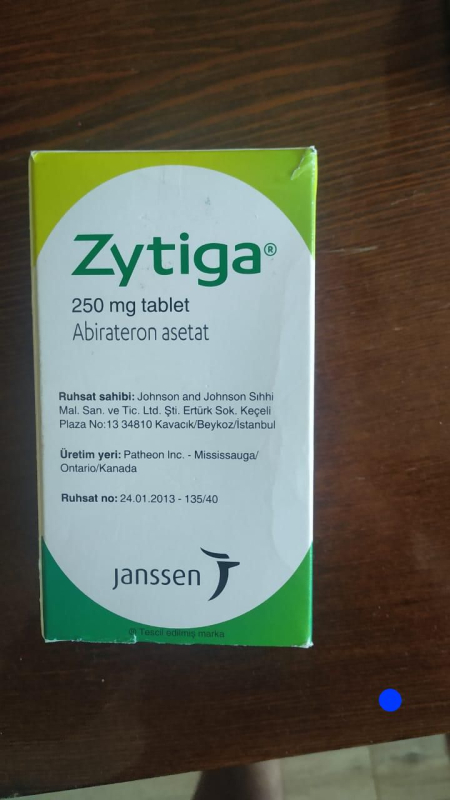 Zytiga®
250 mg tablet
Abirateron asetat
Ruhsat sahibi: Johnson and Johnson Sıhhi
Mal. San. ve Tic. Ltd. Şti. Ertürk Sok. Keçeli
Plaza No:13 34810 Kavacık/Beykoz/İstanbul
Üretim yeri: Patheon Inc. - Mississauga/
Ontario/Kanada
Ruhsat no: 24.01.2013 - 135/40
janssen
® Tescil edilmiş marka